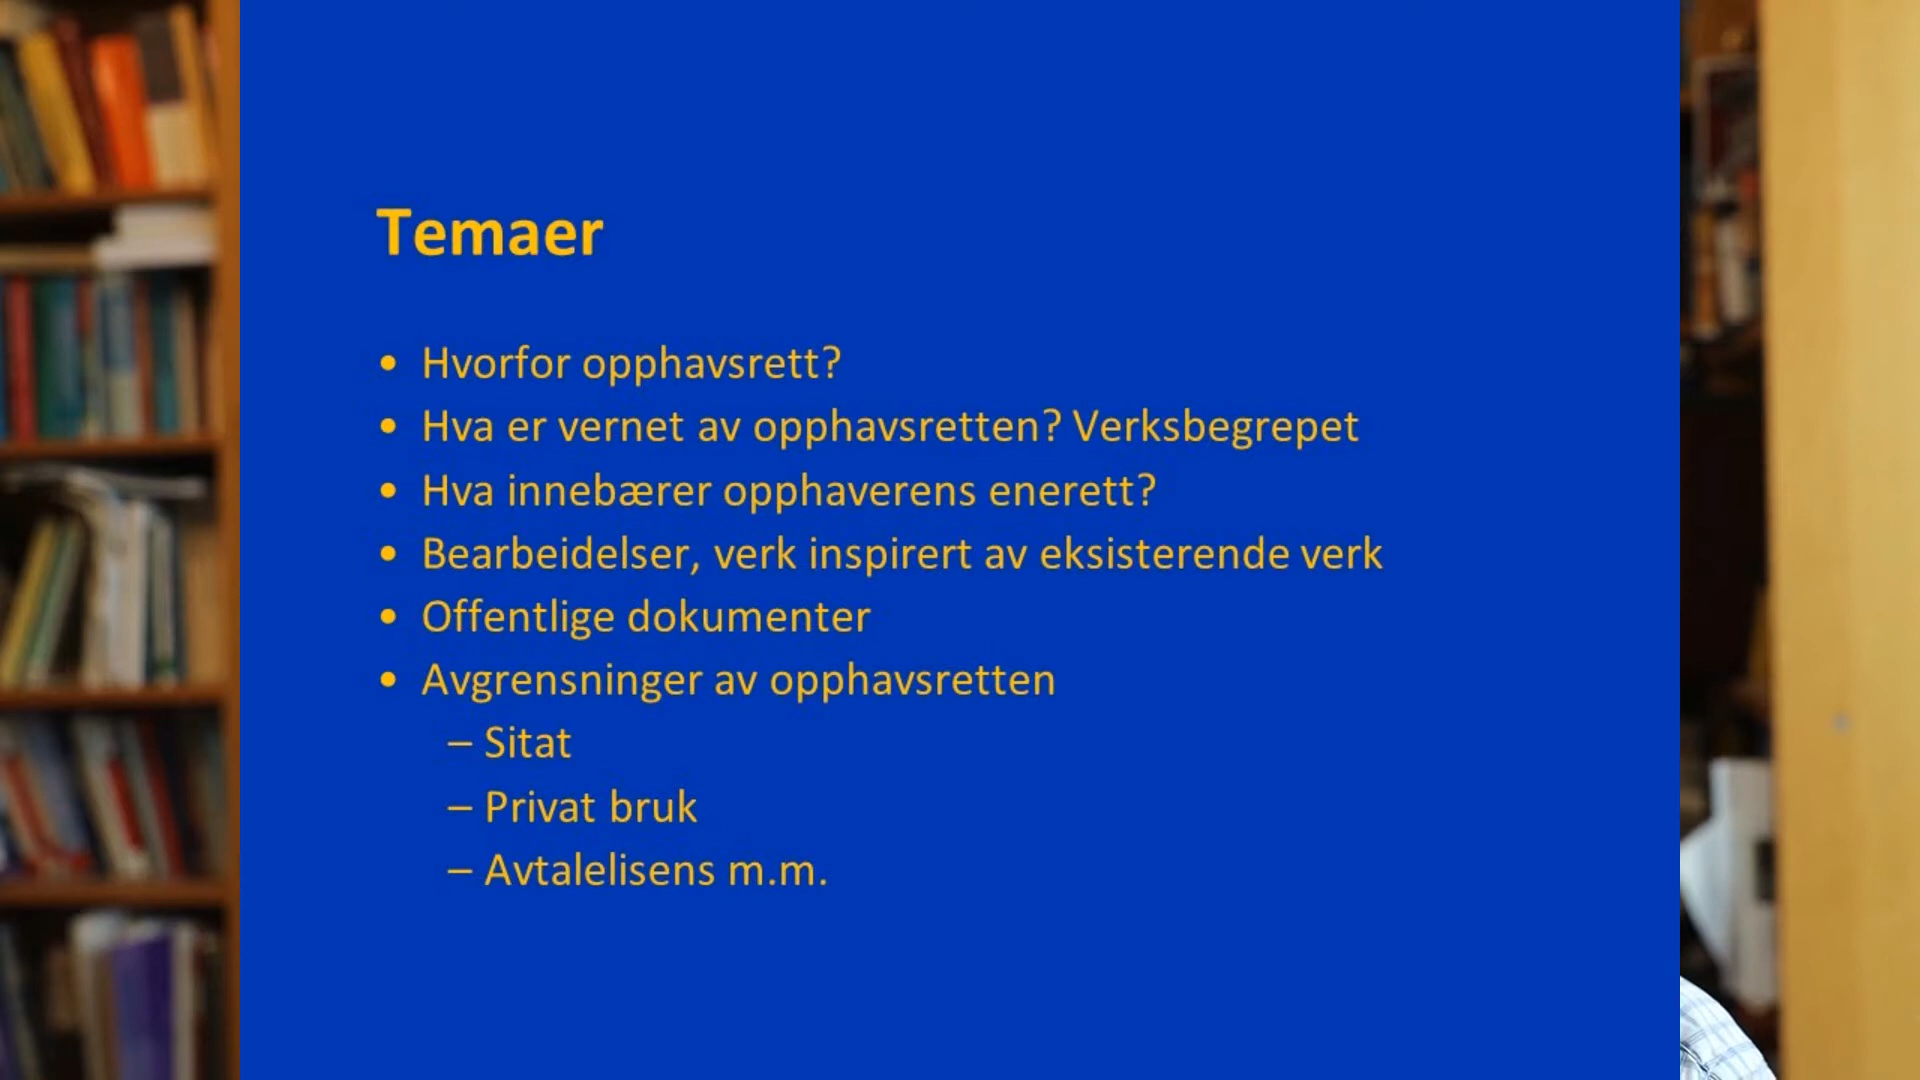 Temaer
• Hvorfor opphavsrett?
• Hva er vernet av opphavsretten? Verksbegrepet
• Hva innebærer opphaverens enerett?
• Bearbeidelser, verk inspirert av eksisterende verk
• Offentlige dokumenter
• Avgrensninger av opphavsretten
– Sitat
– Privat bruk
– Avtalelisens m.m.